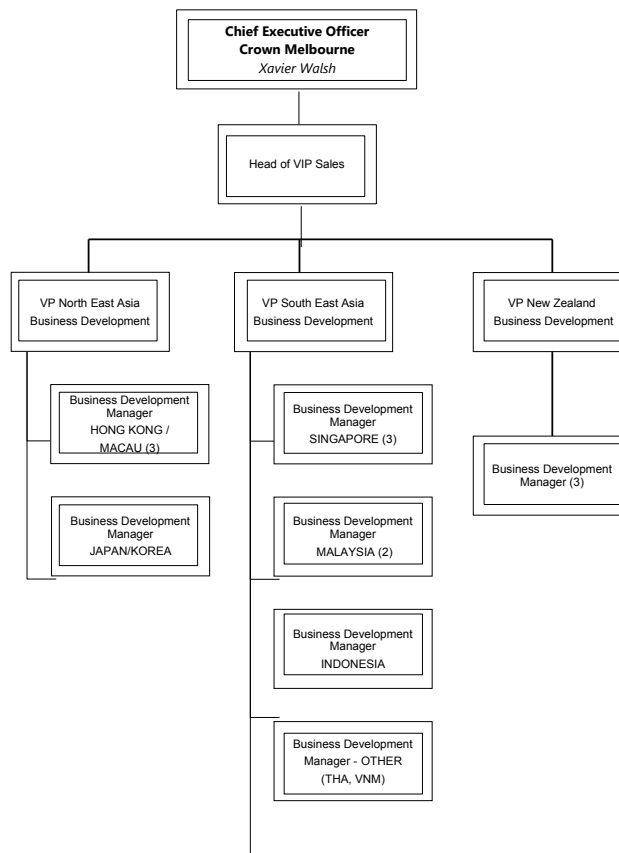 Chief Executive Officer
Crown Melbourne
Xavier Walsh
Head of VIP Sales
VP North East Asia
Business Development
VP South East Asia
Business Development
VP New Zealand
Business Development
Business Development
Manager
HONG KONG /
MACAU (3)
Business Development
Manager
JAPAN/KOREA
Business Development
Manager
SINGAPORE (3)
Business Development
Manager
MALAYSIA (2)
Business Development
Manager
INDONESIA
Business Development
Manager - OTHER
(THA, VNM)
Business Development
Manager (3)